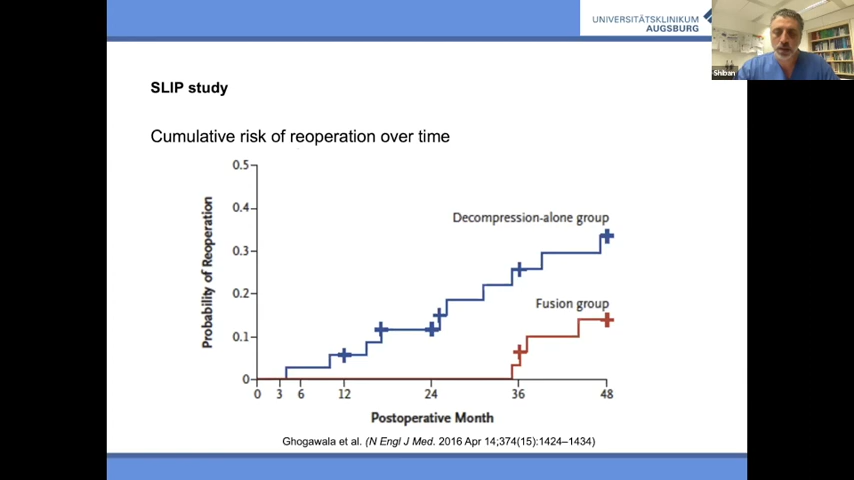 UNIVERSITÄTSKLINIKUM
AUGSBURG
Shiban
SLIP study
Cumulative risk of reoperation over time
0.5
0.4
0.3
0.2
0.1
0
Probability of Reoperation
Decompression-alone group
Fusion group
0 3 6 12 24 36 48
Postoperative Month
Ghogawala et al. (N Engl J Med. 2016 Apr 14;374(15):1424–1434)